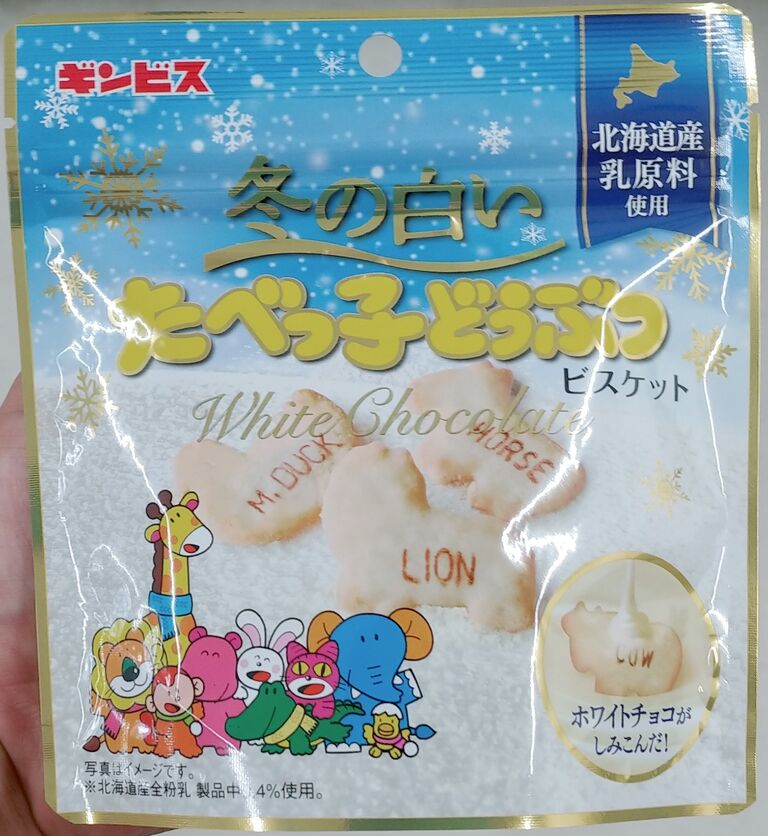 ギンビス
北海道産
乳原料
使用
冬の白い
たべっ子どうぶつ
ビスケット
White Chocolate
M. DUCK
HORSE
LION
COW
ホワイトチョコが
しみこんだ!
写真はイメージです。
※北海道産全粉乳 製品中 4%使用。